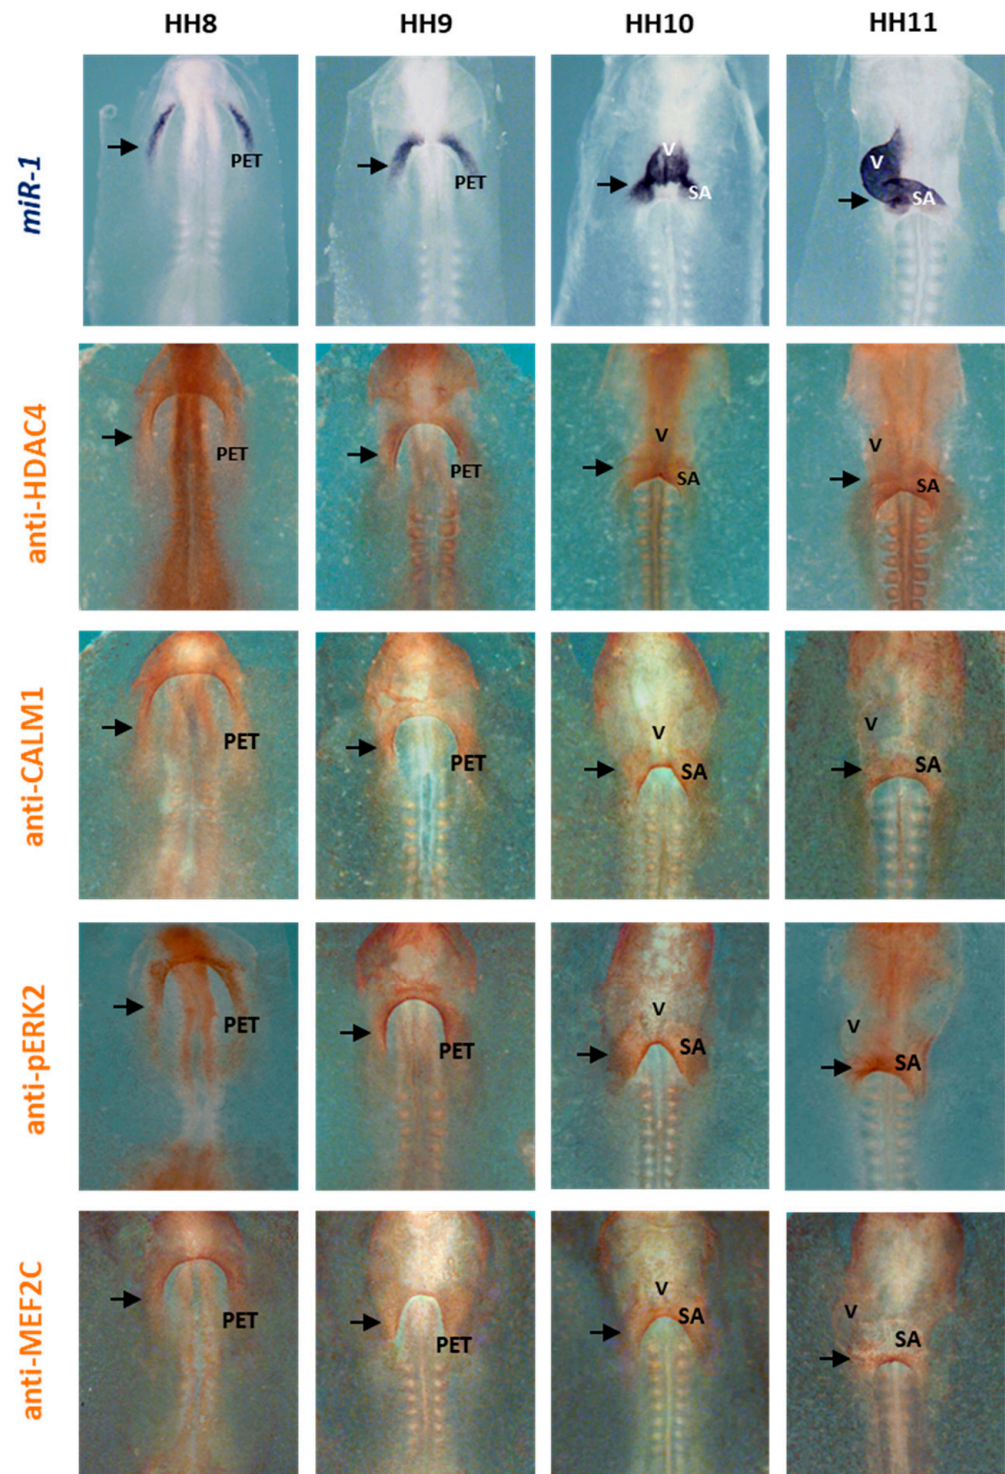 HH8 HH9 HH10 HH11
miR-1
PET PET V SA V SA
anti-HDAC4
PET PET V SA V SA
anti-CALM1
PET PET V SA V SA
anti-pERK2
PET PET V SA V SA
anti-MEF2C
PET PET V SA V SA